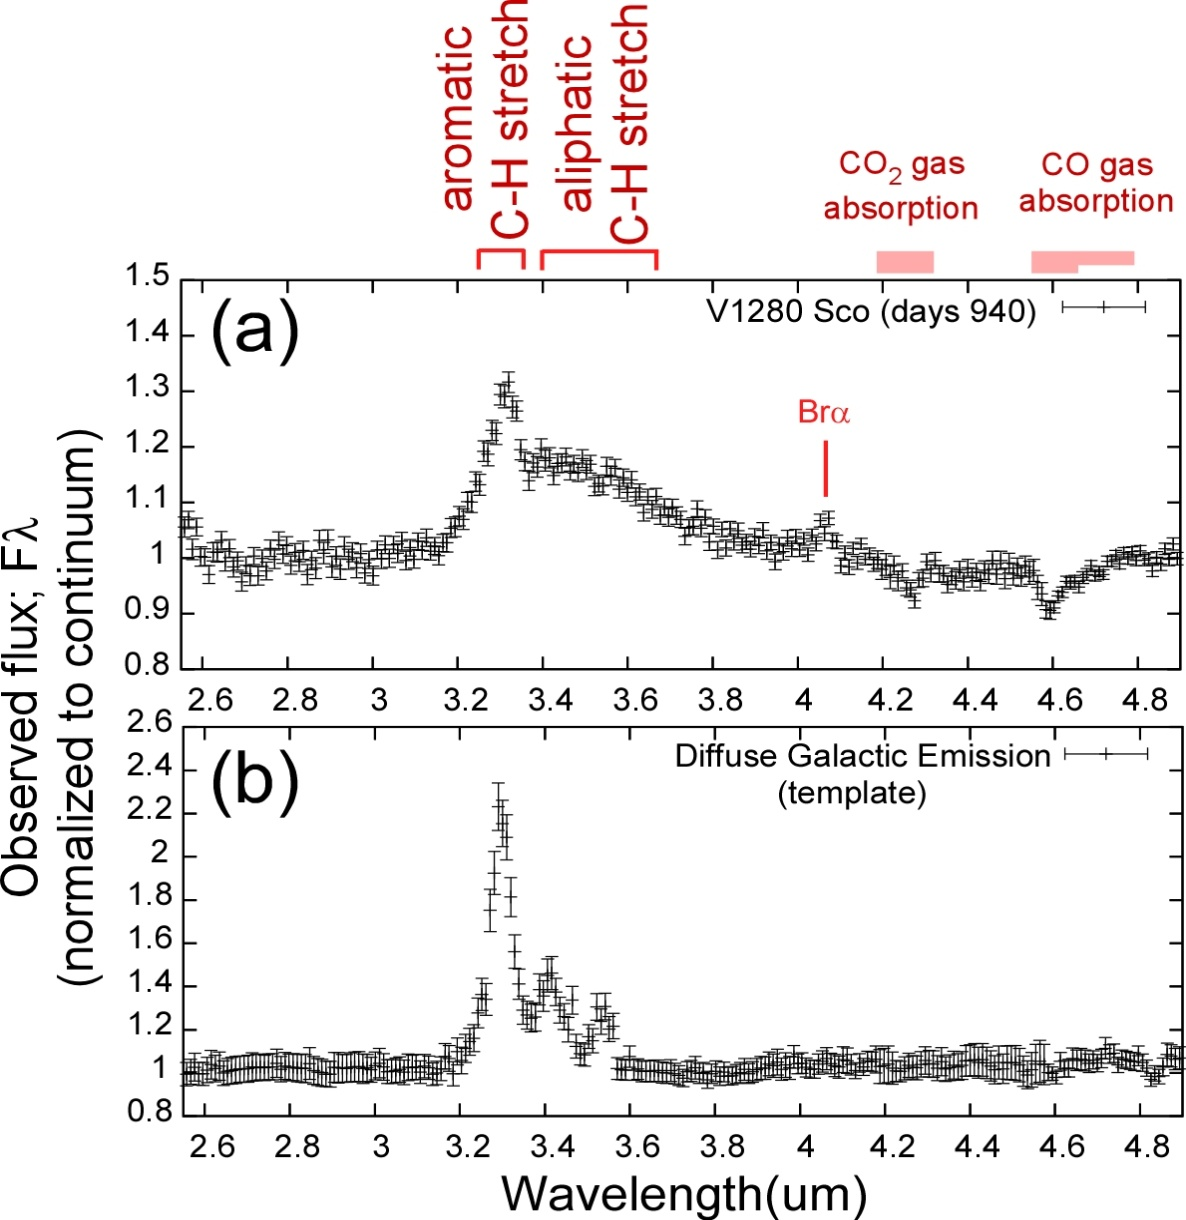 aromatic
C-H stretch
aliphatic
C-H stretch
CO2 gas
absorption
CO gas
absorption
(a)
V1280 Sco (days 940)
Brα
1.5
1.4
1.3
1.2
1.1
1
0.9
0.8
2.6 2.8 3 3.2 3.4 3.6 3.8 4 4.2 4.4 4.6 4.8
Observed flux; Fλ
(normalized to continuum)
(b)
Diffuse Galactic Emission
(template)
2.6
2.4
2.2
2
1.8
1.6
1.4
1.2
1
0.8
2.6 2.8 3 3.2 3.4 3.6 3.8 4 4.2 4.4 4.6 4.8
Wavelength(um)